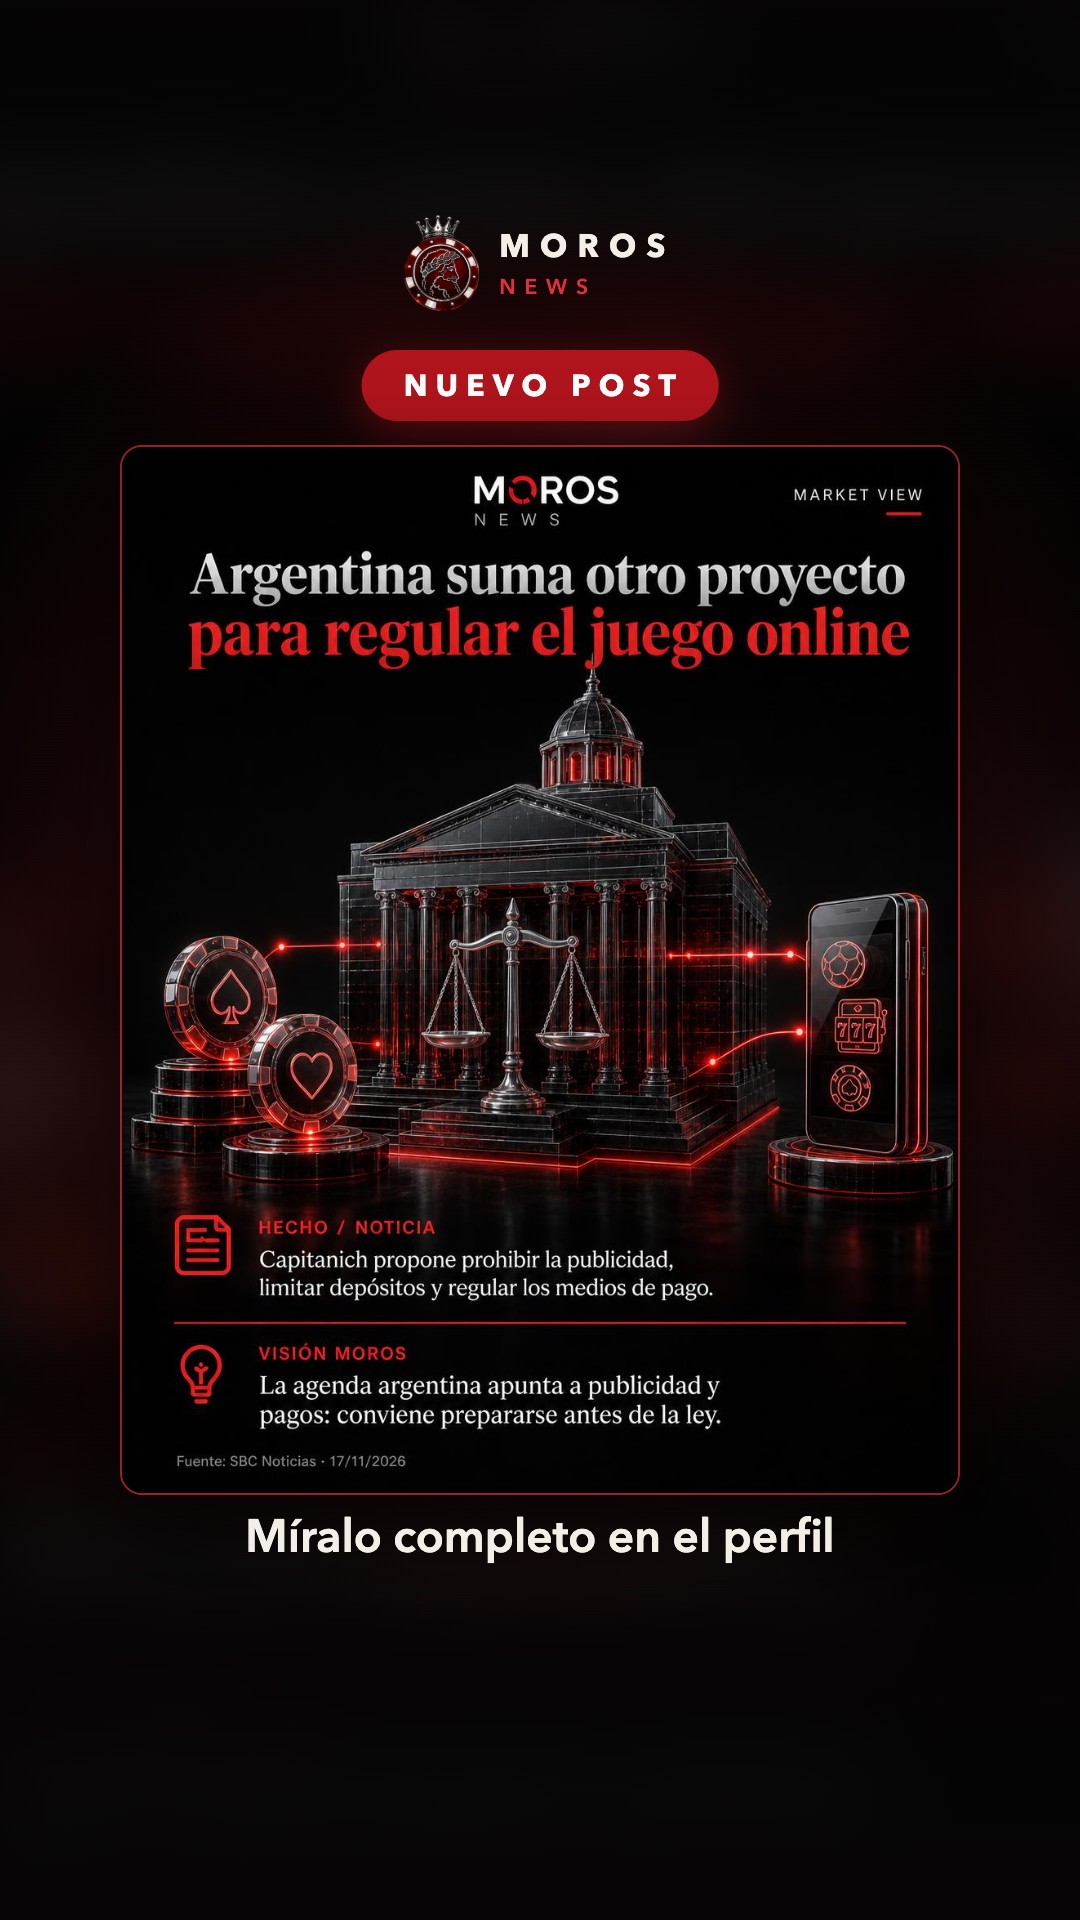 MOROS
NEWS
NUEVO POST
MOROS
NEWS
MARKET VIEW
Argentina suma otro proyecto
para regular el juego online
777
HECHO / NOTICIA
Capitanich propone prohibir la publicidad,
limitar depósitos y regular los medios de pago.
VISIÓN MOROS
La agenda argentina apunta a publicidad y
pagos: conviene prepararse antes de la ley.
Fuente: SBC Noticias • 17/11/2026
Míralo completo en el perfil